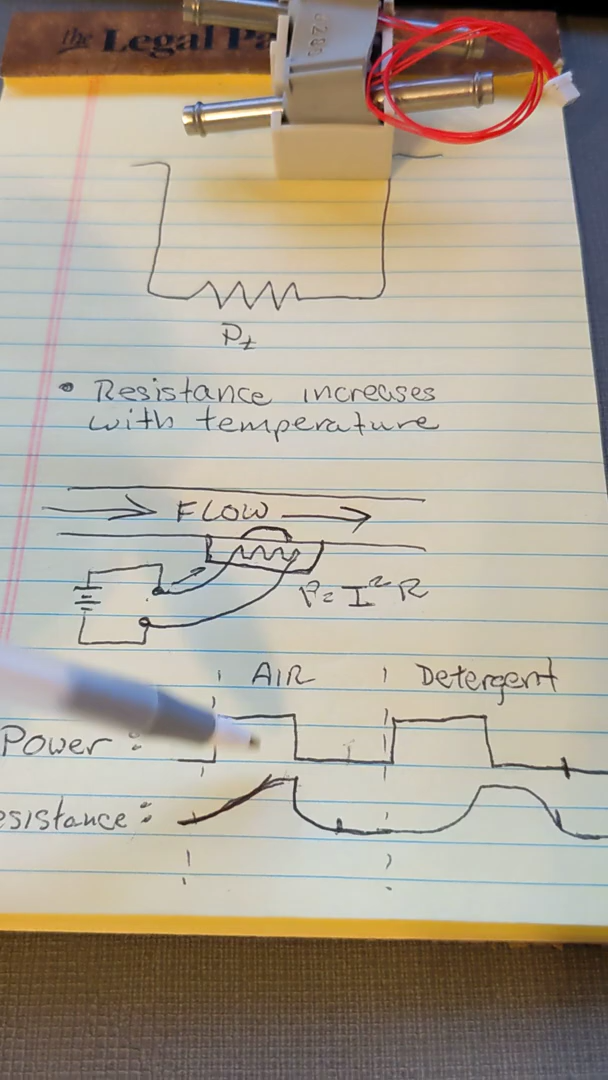 the Legal Pa
Pt
• Resistance increases
with temperature
FLOW
P = I²R
AIR Detergent
Power:
esistance: